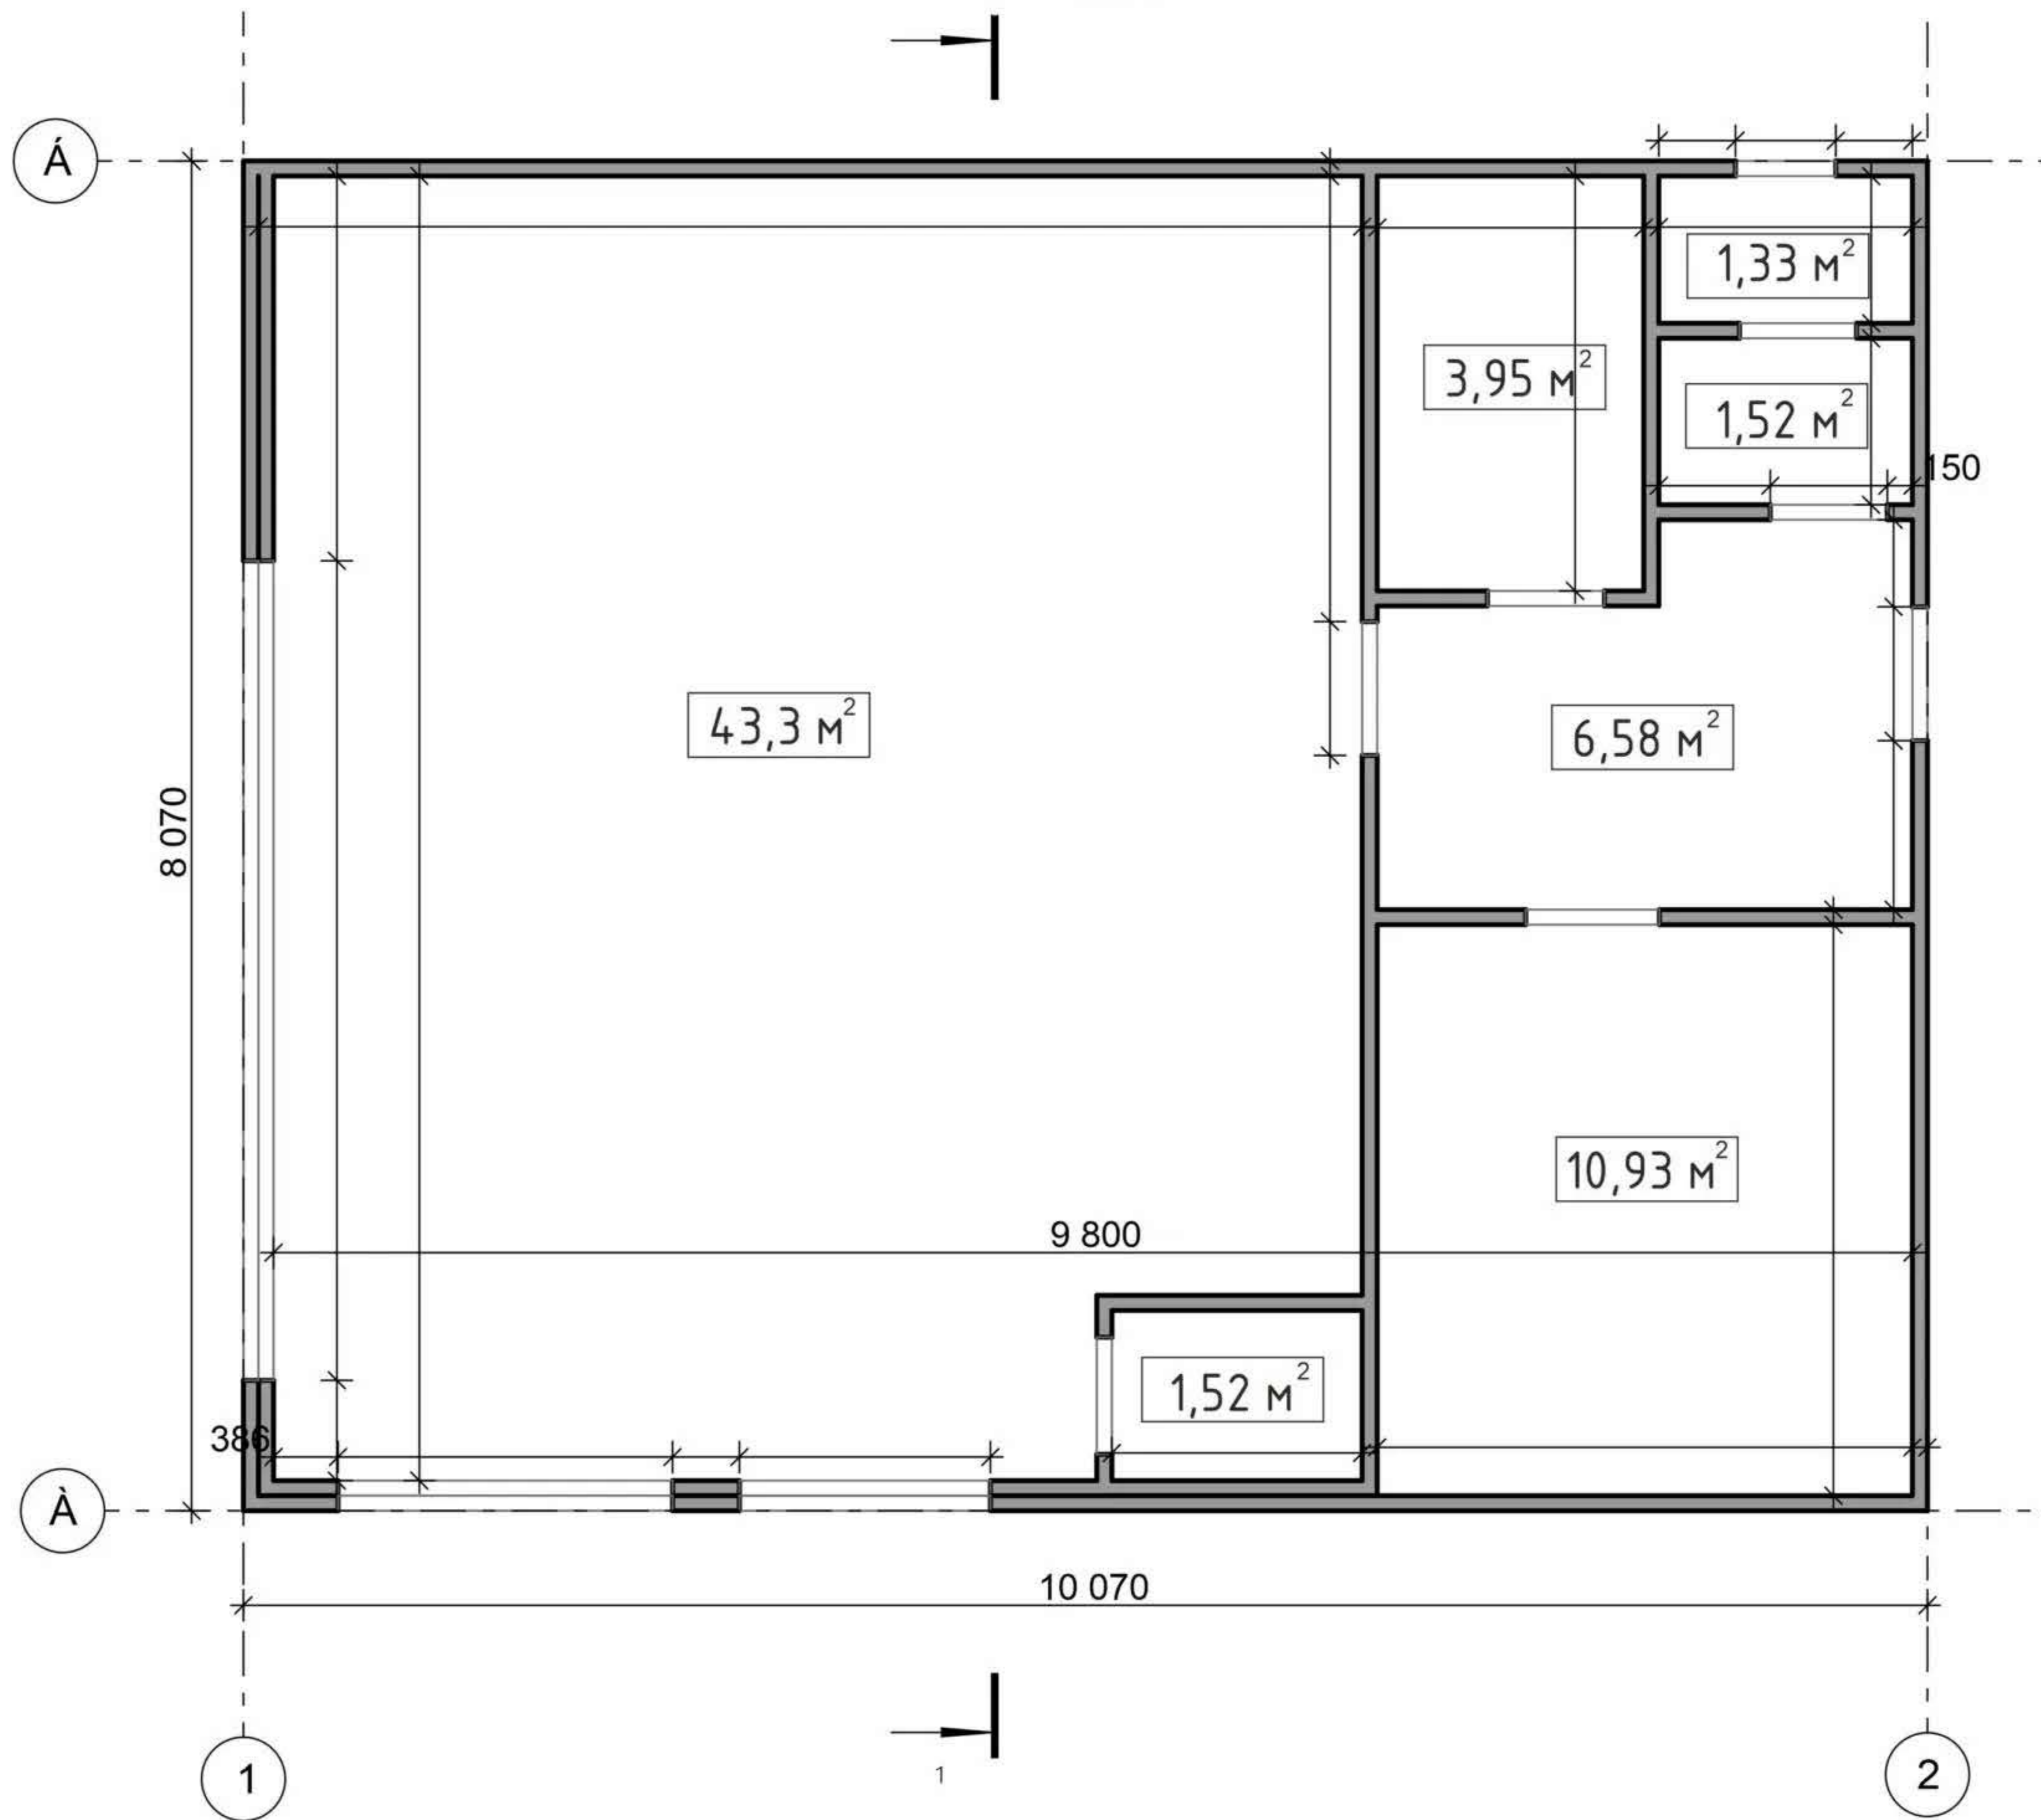 Á
1,33 м²
3,95 м²
1,52 м²
150
43,3 м²
6,58 м²
8 070
10,93 м²
9 800
1,52 м²
386
À
10 070
1
1
2